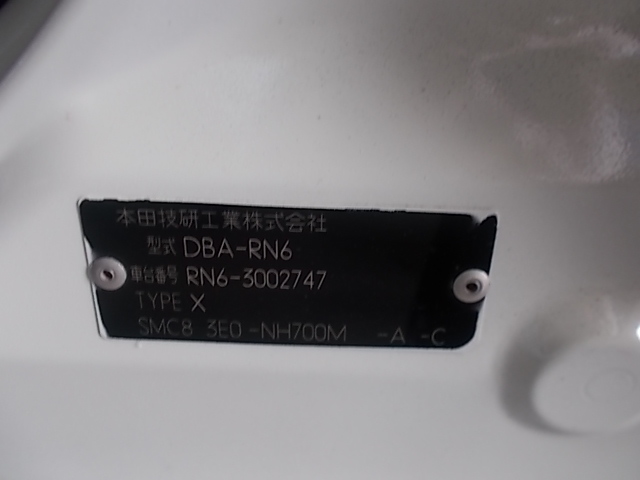 本田技研工業株式会社
型式 DBA-RN6
車台番号 RN6-3002747
TYPE X
SMC8 3E0 -NH700M -A -C